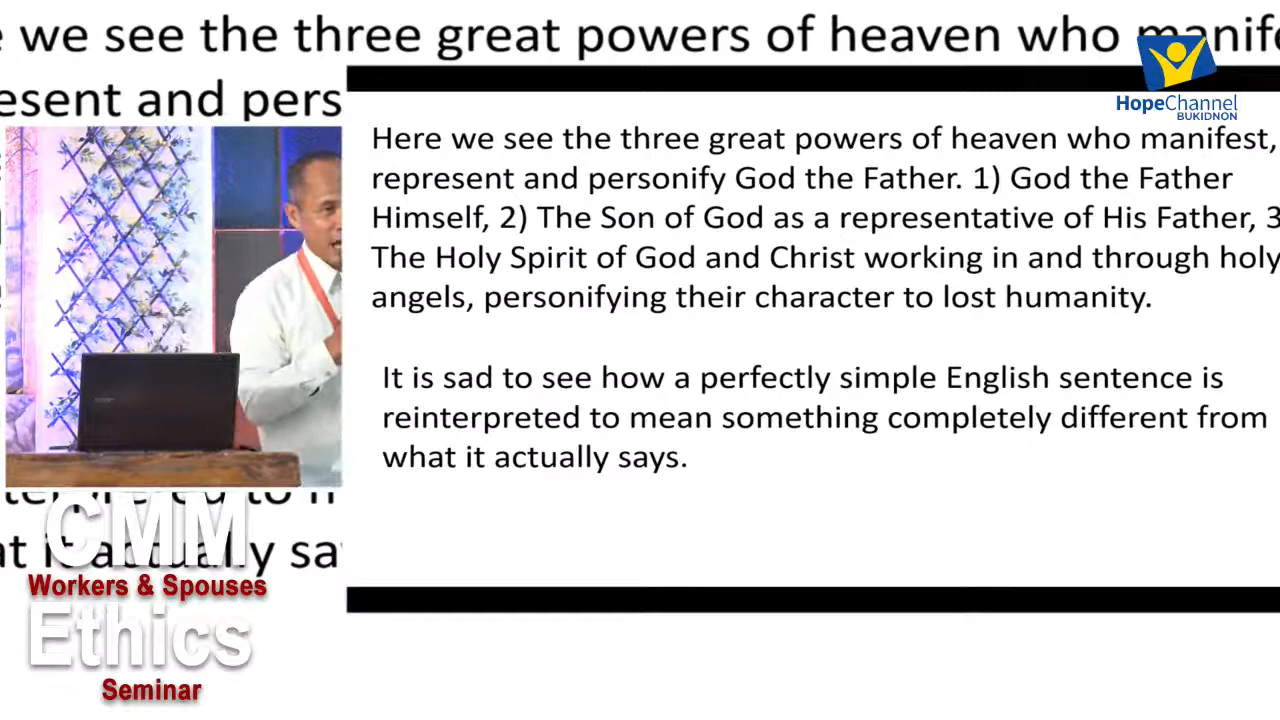 we see the three great powers of heaven who
esent and pers
HopeChannel
BUKIDNON
Here we see the three great powers of heaven who manifest,
represent and personify God the Father. 1) God the Father
Himself, 2) The Son of God as a representative of His Father, 3
The Holy Spirit of God and Christ working in and through holy
angels, personifying their character to lost humanity.
It is sad to see how a perfectly simple English sentence is
reinterpreted to mean something completely different from
what it actually says.
at it actually sa
CMM
Workers & Spouses
Ethics
Seminar